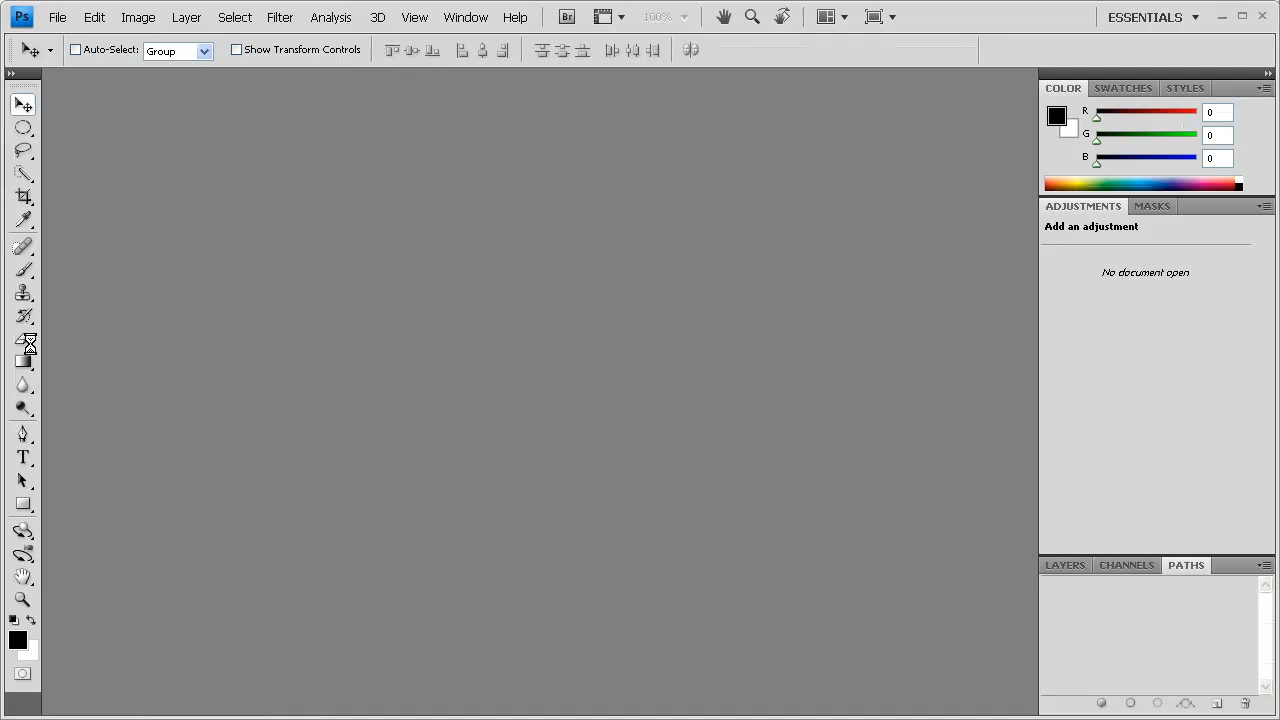 Ps File Edit Image Layer Select Filter Analysis 3D View Window Help Br 100% ESSENTIALS
Auto-Select: Group Show Transform Controls
COLOR SWATCHES STYLES
R 0
G 0
B 0
ADJUSTMENTS MASKS
Add an adjustment
No document open
T
LAYERS CHANNELS PATHS